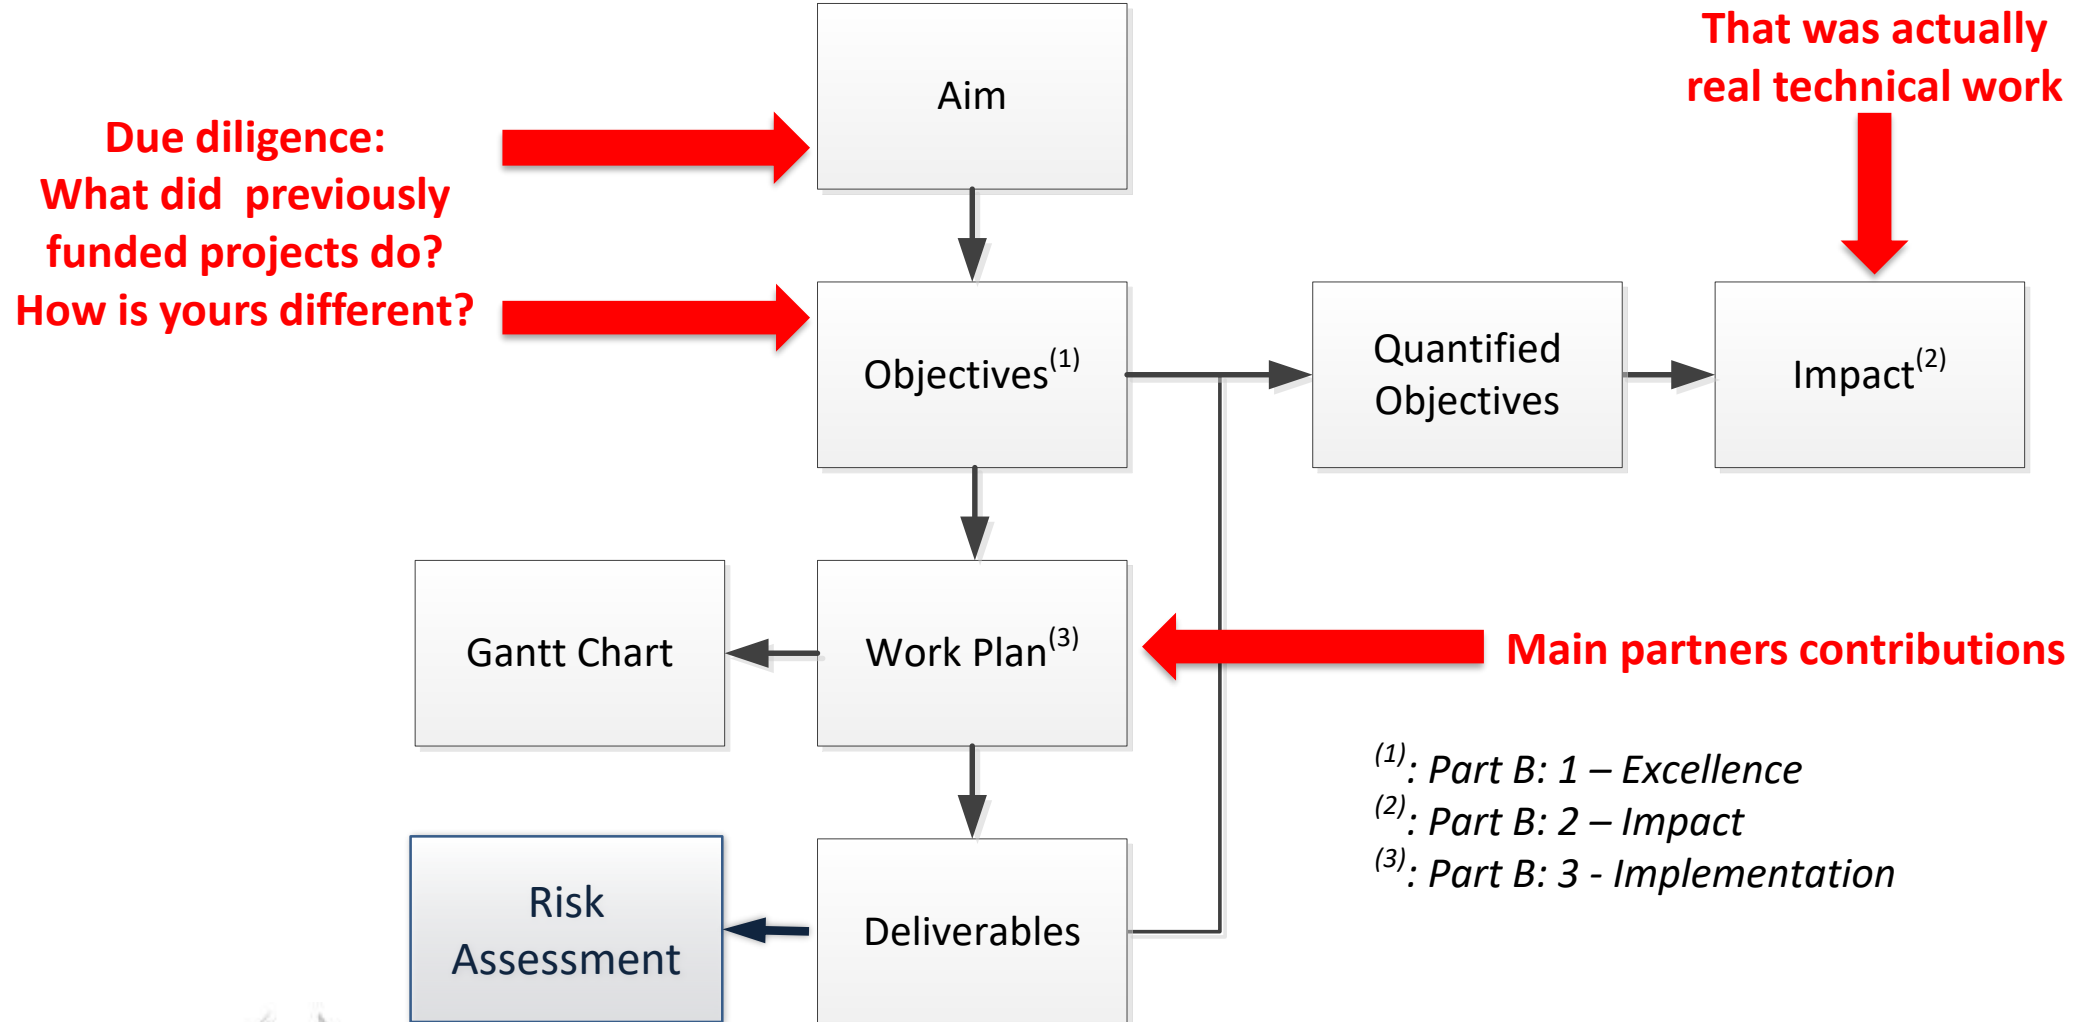 Aim
That was actually
real technical work
Due diligence:
What did previously
funded projects do?
How is yours different?
Objectives(1)
Quantified
Objectives
Impact(2)
Gantt Chart
Work Plan(3)
Main partners contributions
(1): Part B: 1 – Excellence
(2): Part B: 2 – Impact
(3): Part B: 3 - Implementation
Risk
Assessment
Deliverables